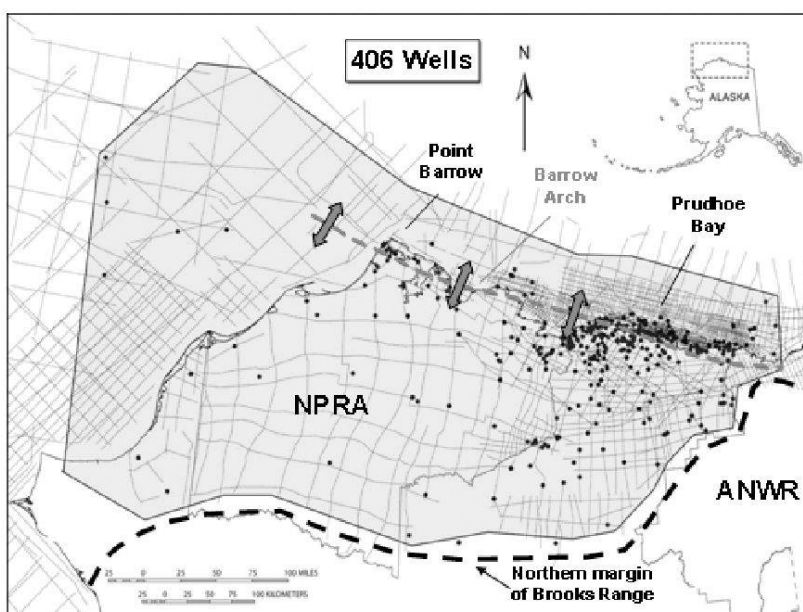 406 Wells
N
ALASKA
Point
Barrow
Barrow
Arch
Prudhoe
Bay
NPRA
ANWR
25 0 25 50 75 100 MILES
25 0 25 50 75 100 KILOMETERS
Northern margin
of Brooks Range